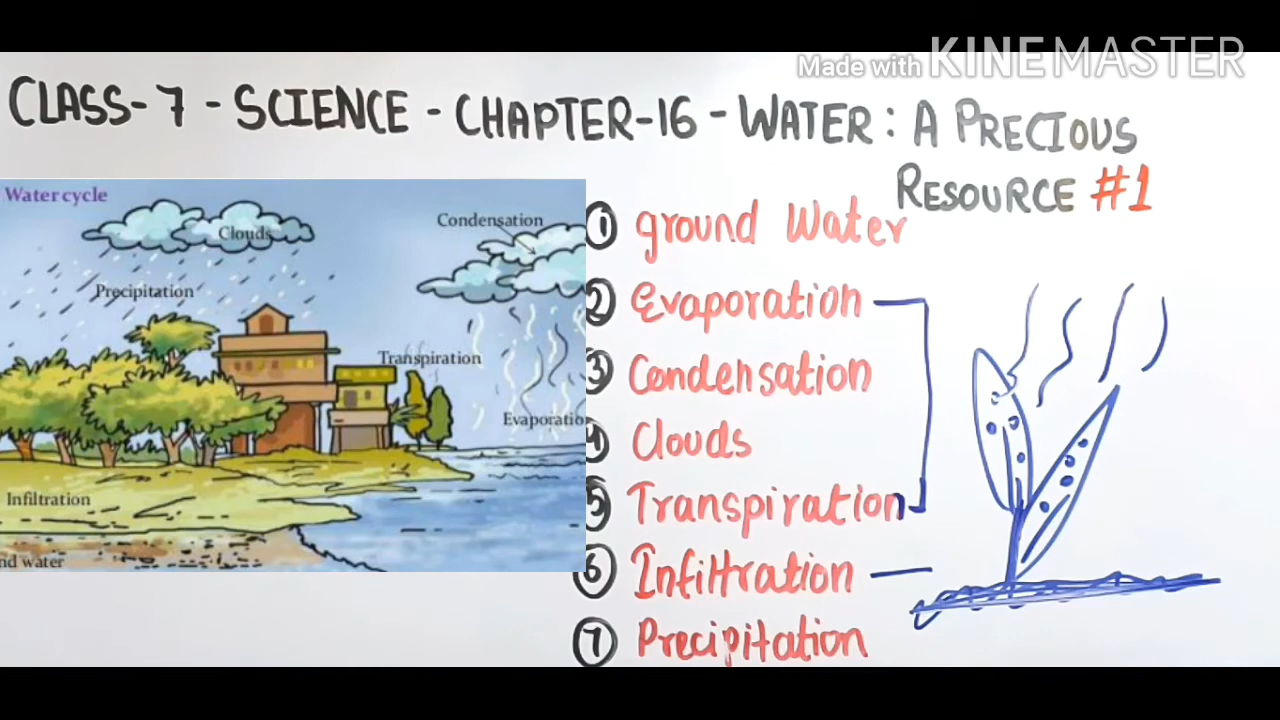 Made with KINEMASTER
CLASS-7-SCIENCE-CHAPTER-16-WATER: A PRECIOUS
RESOURCE #1
Water cycle
Clouds
Condensation
Precipitation
Transpiration
Evaporatio
Infiltration
nd water
1 ground Water
2 Evaporation
3 Condensation
4 Clouds
5 Transpiration
6 Infiltration
7 Precipitation